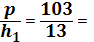 p/h₁ = 103/13 =